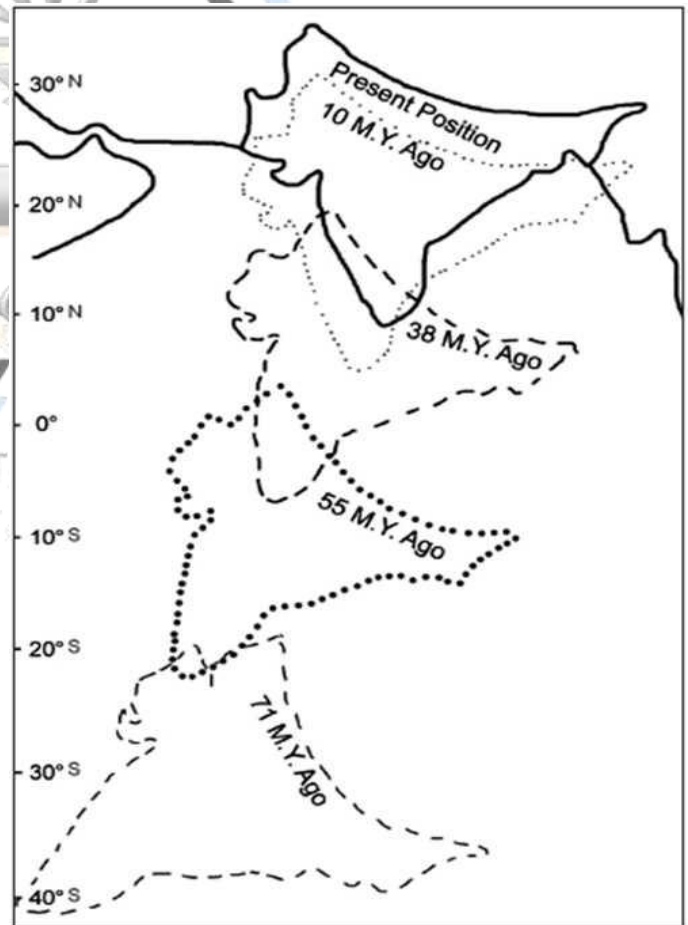 30° N
Present Position
10 M.Y. Ago
20° N
10° N
38 M.Y. Ago
0°
55 M.Y. Ago
10° S
20° S
71 M.Y. Ago
30° S
40° S